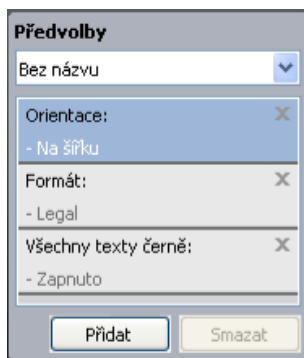 Předvolby
Bez názvu
Orientace:
- Na šířku
Formát:
- Legal
Všechny texty černě:
- Zapnuto
Přidat
Smazat